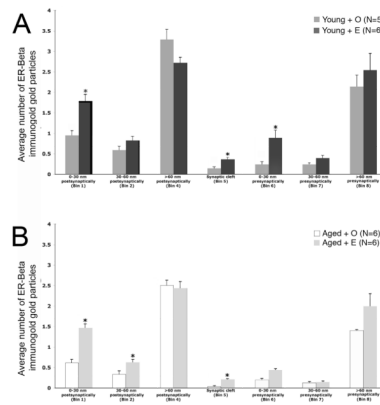 A
Young + O (N=5
Young + E (N=6
Average number of ER-Beta
immunogold gold particles
4
3.5
3
2.5
2
1.5
1
0.5
0
*
*
*
0-30 nm
postsynaptically
(Bin 1)
30-60 nm
postsynaptically
(Bin 2)
>60 nm
postsynaptically
(Bin 4)
Synaptic cleft
(Bin 5)
0-30 nm
presynaptically
(Bin 6)
30-60 nm
presynaptically
(Bin 7)
>60 nm
presynaptically
(Bin 8)
B
Aged + O (N=6)
Aged + E (N=6)
Average number of ER-Beta
immunogold gold particles
4
3.5
3
2.5
2
1.5
1
0.5
0
*
*
*
0-30 nm
postsynaptically
(Bin 1)
30-60 nm
postsynaptically
(Bin 2)
>60 nm
postsynaptically
(Bin 4)
Synaptic cleft
(Bin 5)
0-30 nm
presynaptically
(Bin 6)
30-60 nm
presynaptically
(Bin 7)
>60 nm
presynaptically
(Bin 8)